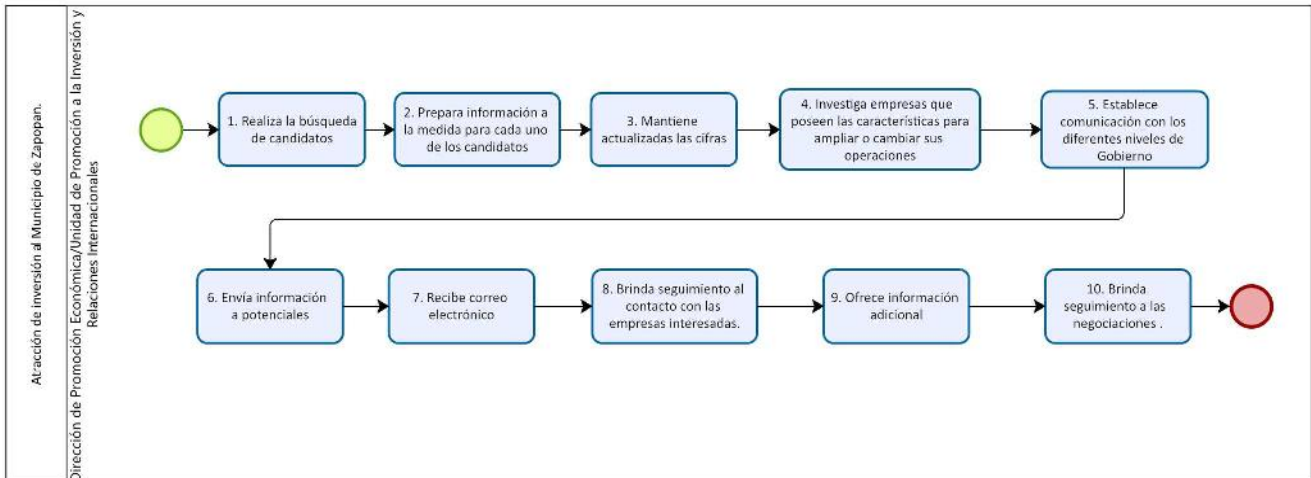 Atracción de inversión al Municipio de Zapopan.
Dirección de Promoción Económica/Unidad de Promoción a la Inversión y
Relaciones Internacionales
1. Realiza la búsqueda
de candidatos
2. Prepara información a
la medida para cada uno
de los candidatos
3. Mantiene
actualizadas las cifras
4. Investiga empresas que
poseen las características para
ampliar o cambiar sus
operaciones
5. Establece
comunicación con los
diferentes niveles de
Gobierno
6. Envía información
a potenciales
7. Recibe correo
electrónico
8. Brinda seguimiento al
contacto con las
empresas interesadas.
9. Ofrece información
adicional
10. Brinda
seguimiento a las
negociaciones .